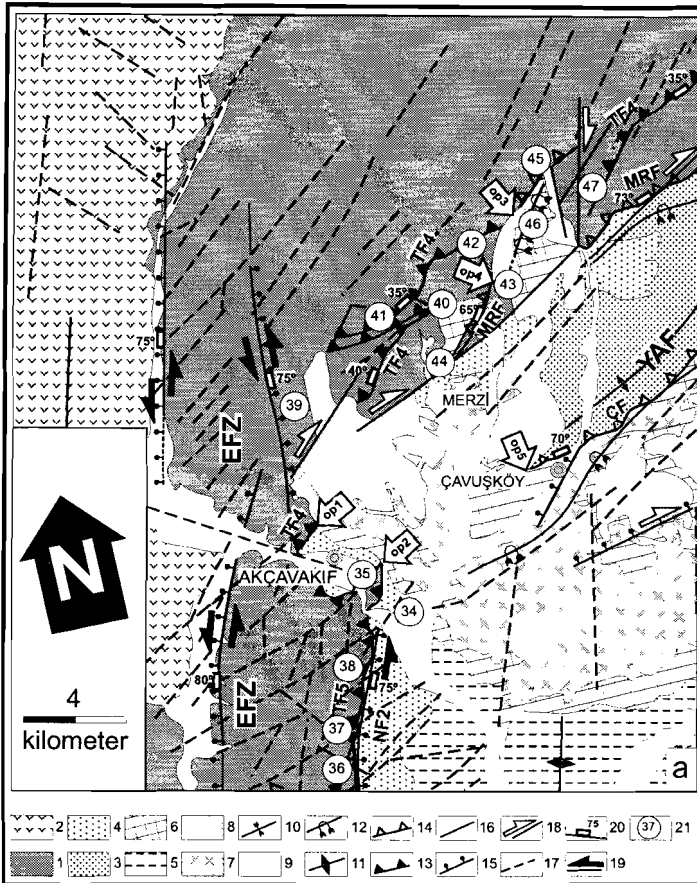 35°
TF4
L
45
47
MRF
73°
op3
46
42
TF4
op4
43
35°
40
65°
MRF
41
TF4
44
40°
75°
75°
39
MERZİ
YAF
EFZ
op5
70°
ÇF
ÇAVUŞKÖY
op1
TF4
op2
N
AKÇAVAKIF
35
34
80°
EFZ
38
75°
TF5
NF2
37
36
4
kilometer
a
2 4 6 8 10 12 14 16 18 75 20 37 21
1 3 5 7 9 11 13 15 17 19